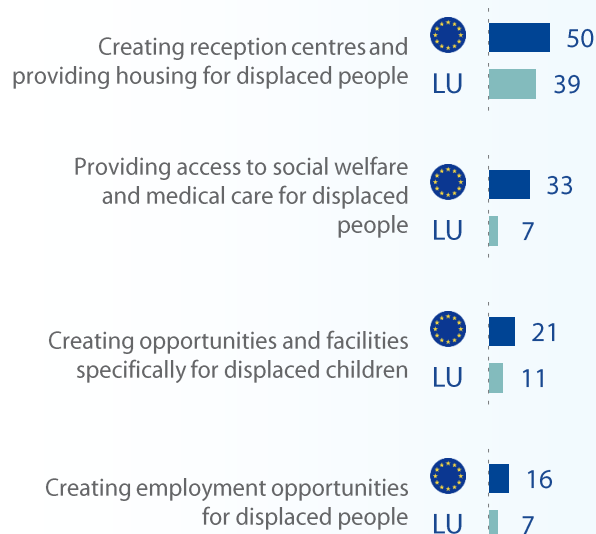 Creating reception centres and
providing housing for displaced people
50
LU 39
Providing access to social welfare
and medical care for displaced
people
33
LU 7
Creating opportunities and facilities
specifically for displaced children
21
LU 11
Creating employment opportunities
for displaced people
16
LU 7